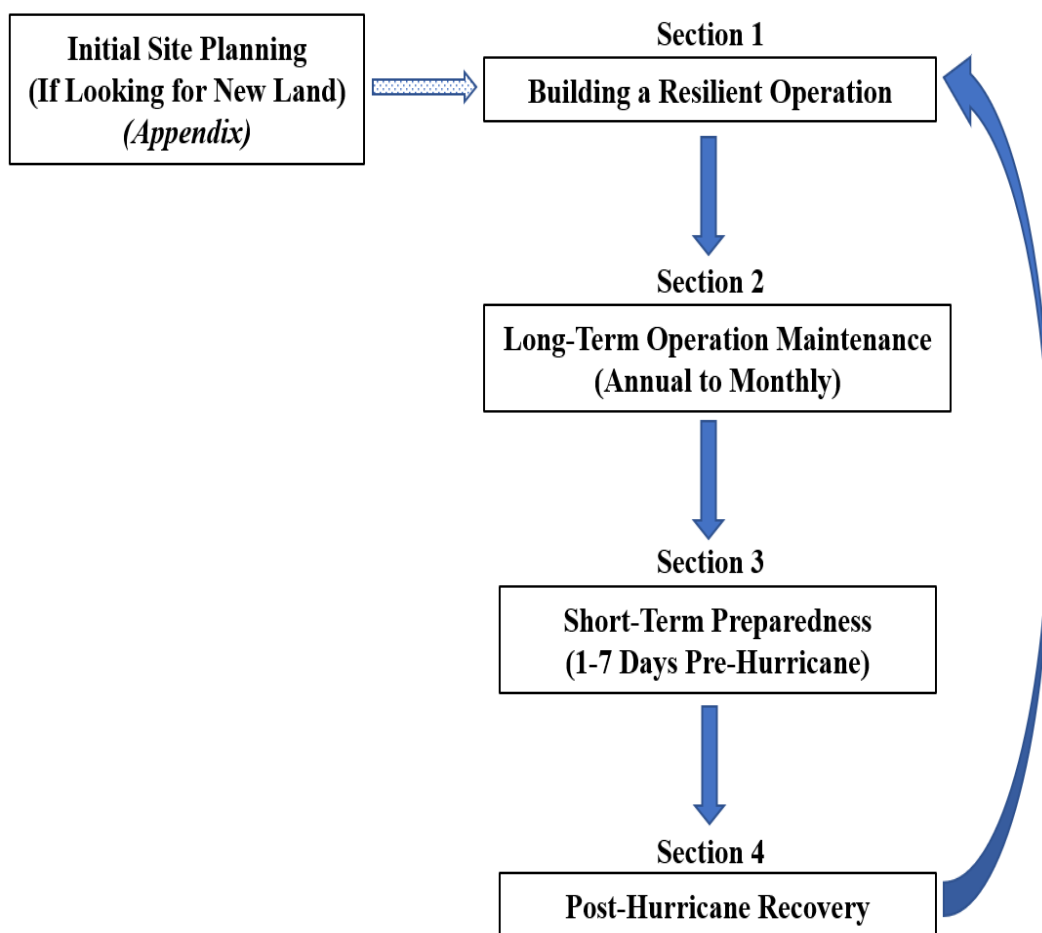 Initial Site Planning
(If Looking for New Land)
(Appendix)
Section 1
Building a Resilient Operation
Section 2
Long-Term Operation Maintenance
(Annual to Monthly)
Section 3
Short-Term Preparedness
(1-7 Days Pre-Hurricane)
Section 4
Post-Hurricane Recovery